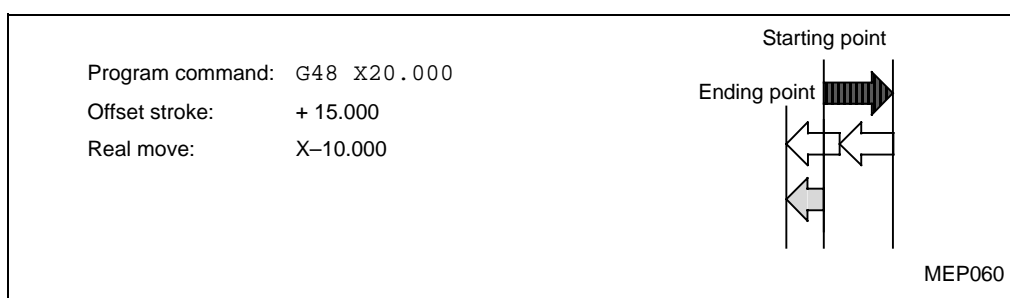 Starting point
Program command: G48 X20.000
Ending point
Offset stroke: + 15.000
Real move: X–10.000
MEP060